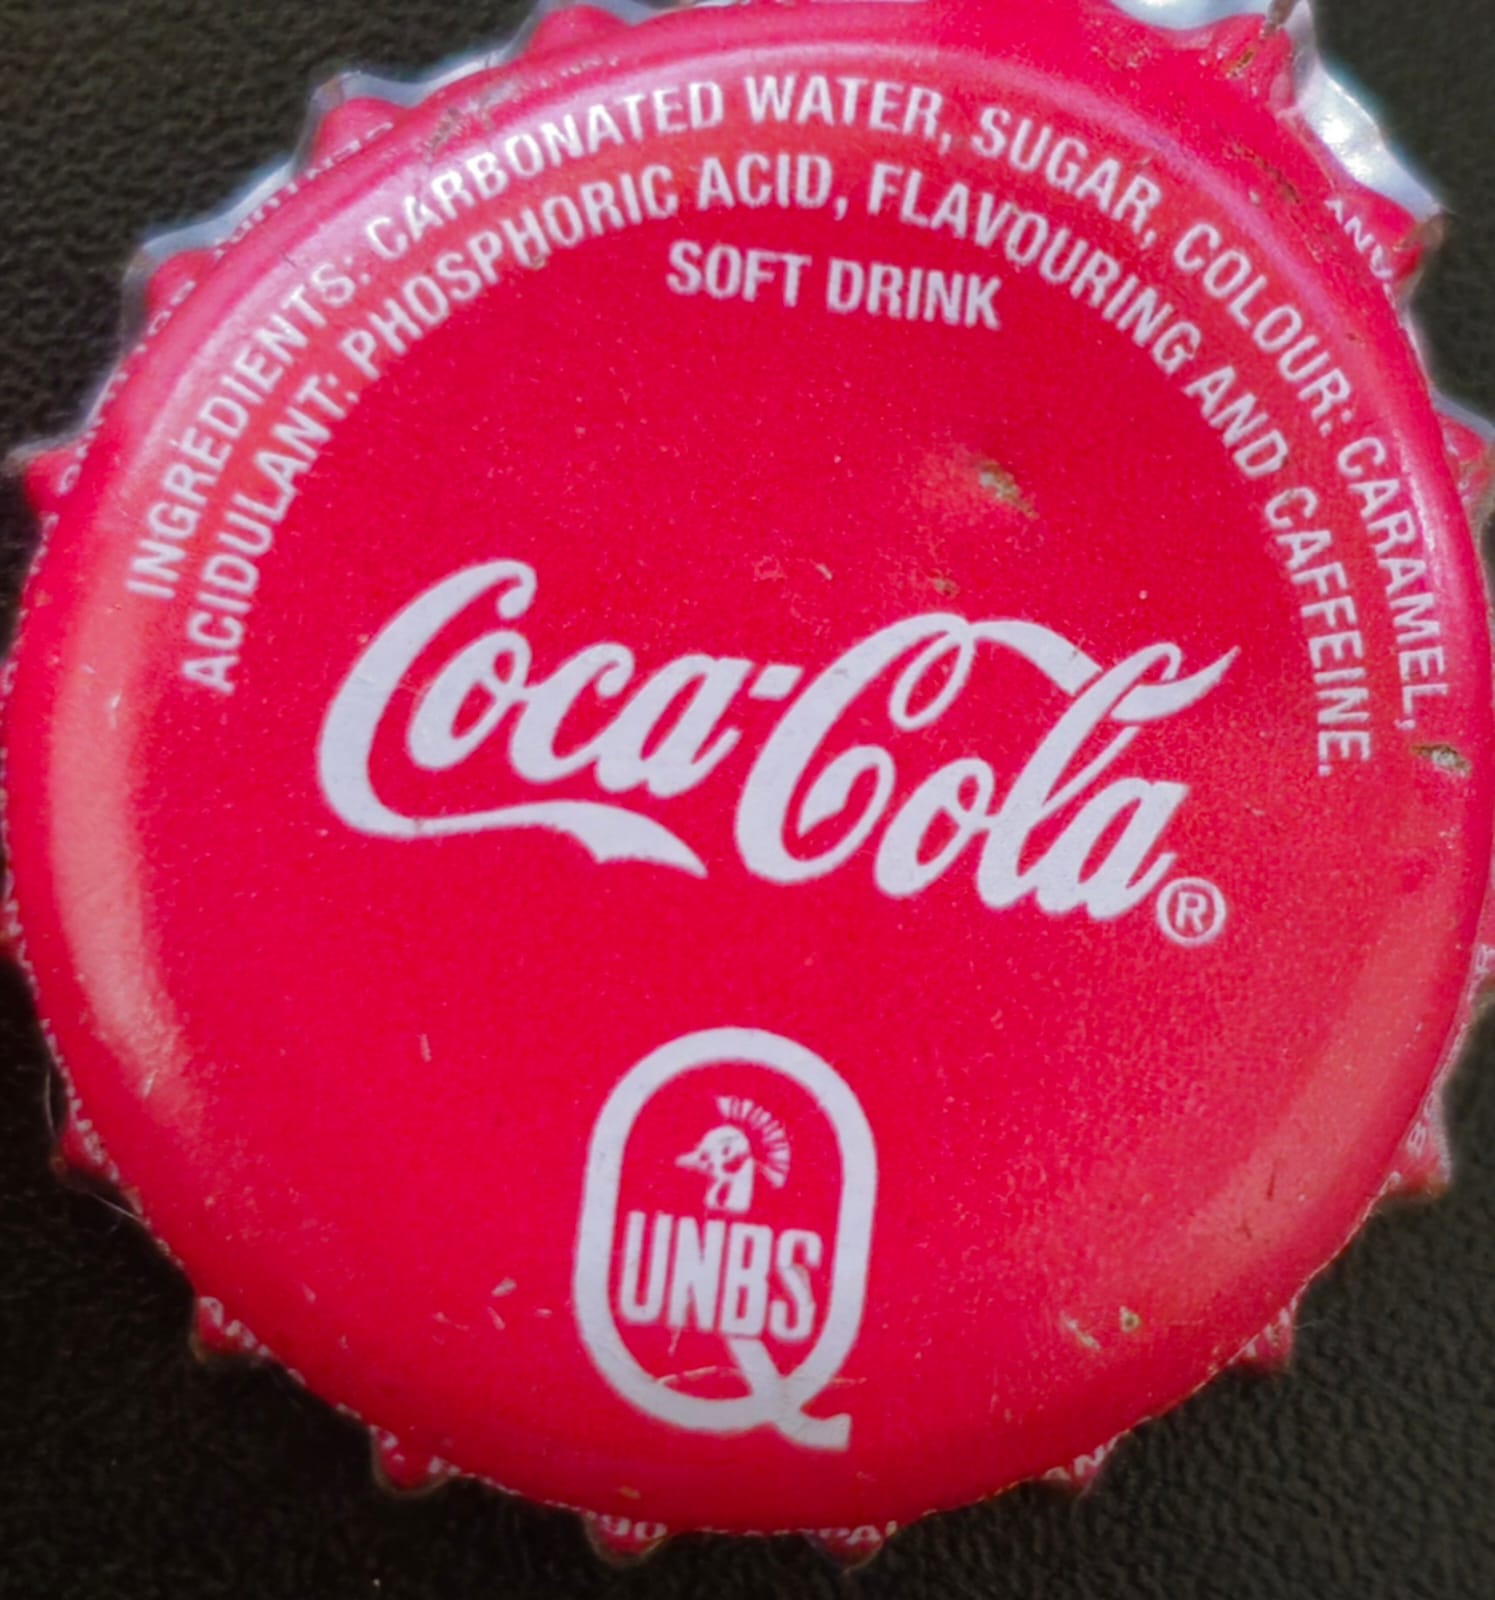 INGREDIENTS: CARBONATED WATER, SUGAR, COLOUR: CARAMEL,
ACIDULANT: PHOSPHORIC ACID, FLAVOURING AND CAFFEINE.
SOFT DRINK
Coca-Cola®
UNBS
Q